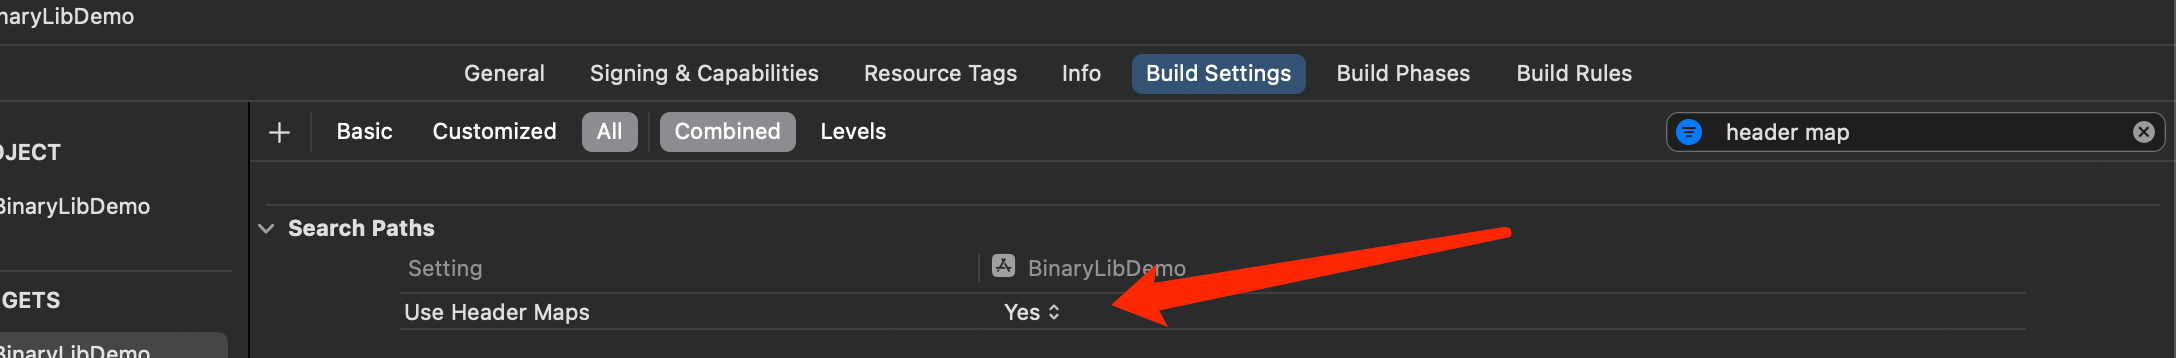 naryLibDemo
General Signing & Capabilities Resource Tags Info Build Settings Build Phases Build Rules
Basic Customized All Combined Levels header map
OJECT
BinaryLibDemo
Search Paths
Setting BinaryLibDemo
GETS
Use Header Maps Yes
BinaryLibDemo